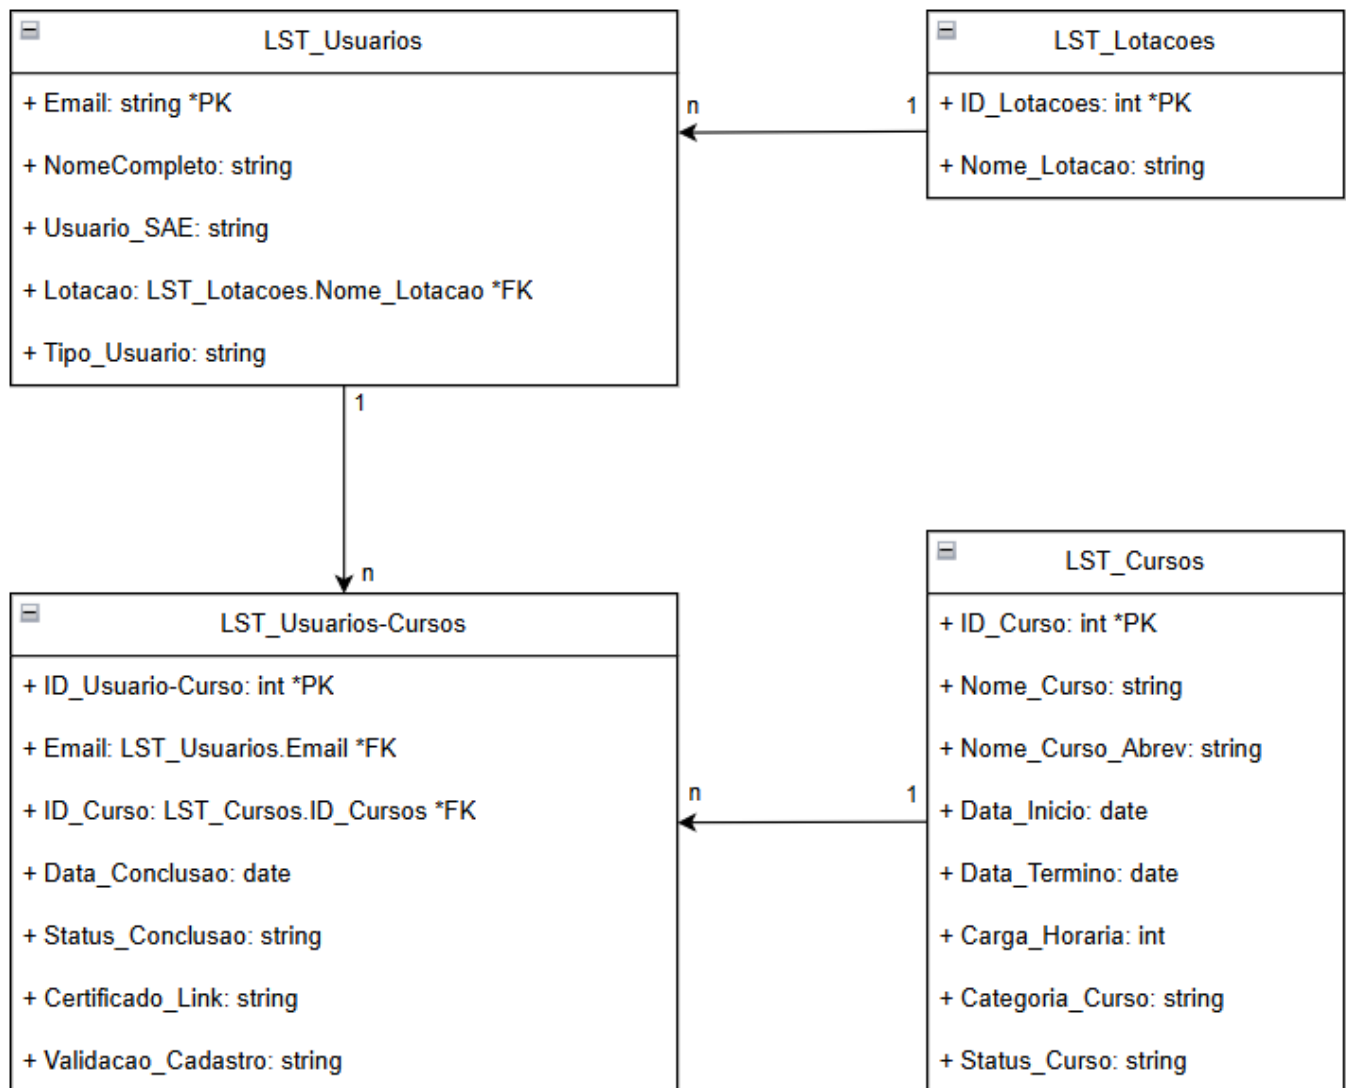 LST_Usuarios
+ Email: string *PK
+ NomeCompleto: string
+ Usuario_SAE: string
+ Lotacao: LST_Lotacoes.Nome_Lotacao *FK
+ Tipo_Usuario: string
n
1
LST_Lotacoes
+ ID_Lotacoes: int *PK
+ Nome_Lotacao: string
1
n
LST_Usuarios-Cursos
+ ID_Usuario-Curso: int *PK
+ Email: LST_Usuarios.Email *FK
+ ID_Curso: LST_Cursos.ID_Cursos *FK
+ Data_Conclusao: date
+ Status_Conclusao: string
+ Certificado_Link: string
+ Validacao_Cadastro: string
n
1
LST_Cursos
+ ID_Curso: int *PK
+ Nome_Curso: string
+ Nome_Curso_Abrev: string
+ Data_Inicio: date
+ Data_Termino: date
+ Carga_Horaria: int
+ Categoria_Curso: string
+ Status_Curso: string